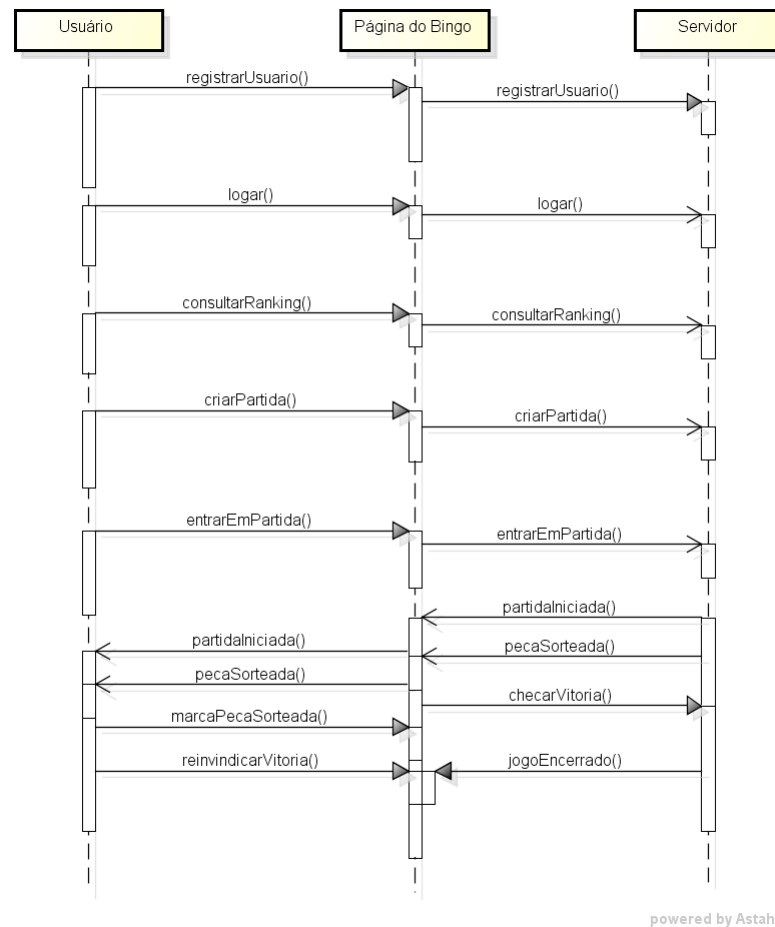 Usuário
Página do Bingo
Servidor
registrarUsuario()
registrarUsuario()
logar()
logar()
consultarRanking()
consultarRanking()
criarPartida()
criarPartida()
entrarEmPartida()
entrarEmPartida()
partidaIniciada()
partidaIniciada()
pecaSorteada()
pecaSorteada()
checarVitoria()
marcaPecaSorteada()
reinvindicarVitoria()
jogoEncerrado()
powered by Astah